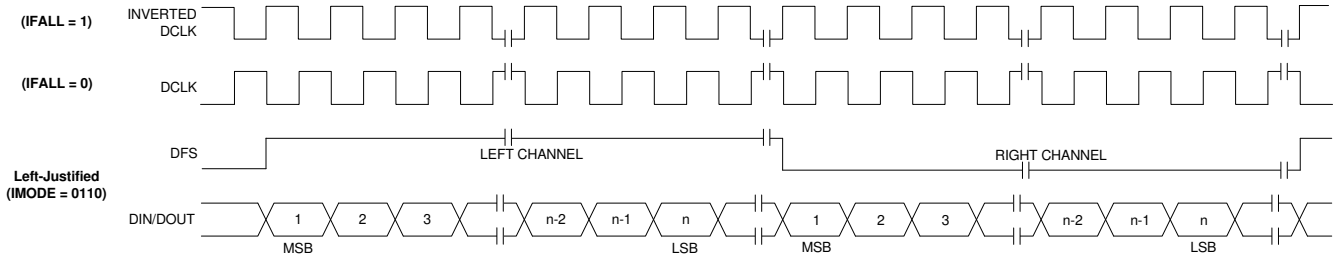 (IFALL = 1)
INVERTED
DCLK
(IFALL = 0)
DCLK
DFS
LEFT CHANNEL
RIGHT CHANNEL
Left-Justified
(IMODE = 0110)
DIN/DOUT
1 2 3 n-2 n-1 n 1 2 3 n-2 n-1 n
MSB LSB MSB LSB